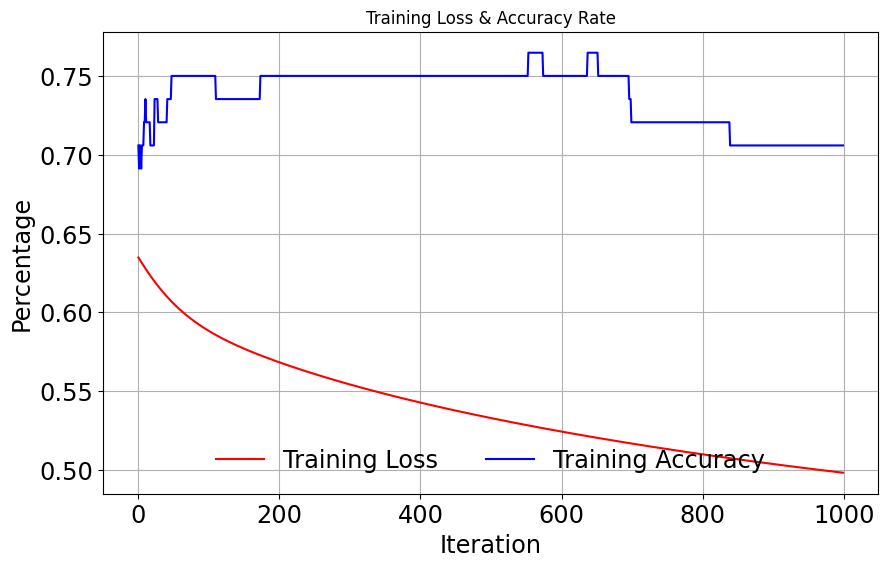 Training Loss & Accuracy Rate
Percentage
0.75
0.70
0.65
0.60
0.55
0.50
Training Loss Training Accuracy
0 200 400 600 800 1000
Iteration